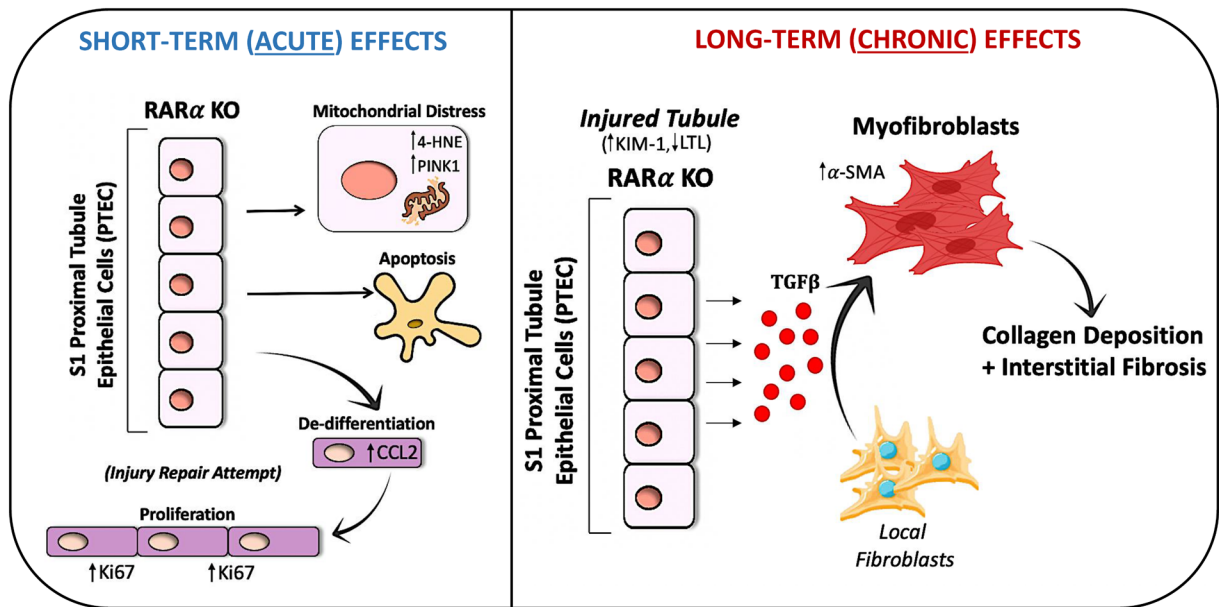 SHORT-TERM (ACUTE) EFFECTS
RARα KO
S1 Proximal Tubule
Epithelial Cells (PTEC)
Mitochondrial Distress
↑4-HNE
↑PINK1
Apoptosis
De-differentiation
↑CCL2
(Injury Repair Attempt)
Proliferation
↑Ki67
↑Ki67
LONG-TERM (CHRONIC) EFFECTS
Injured Tubule
(↑KIM-1,↓LTL)
RARα KO
S1 Proximal Tubule
Epithelial Cells (PTEC)
TGFβ
Myofibroblasts
↑α-SMA
Collagen Deposition
+ Interstitial Fibrosis
Local
Fibroblasts